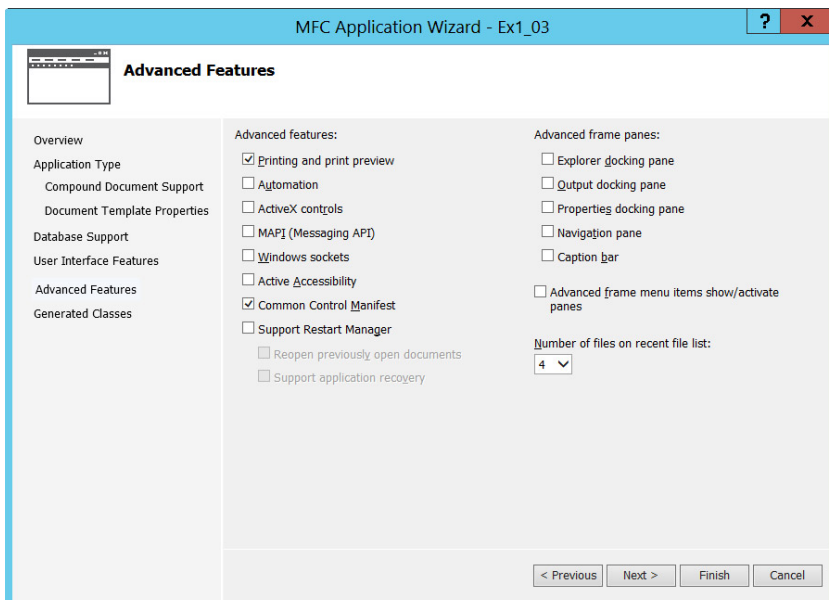 MFC Application Wizard - Ex1_03
?
X
Advanced Features
Overview
Application Type
Compound Document Support
Document Template Properties
Database Support
User Interface Features
Advanced Features
Generated Classes
Advanced features:
Printing and print preview
Automation
ActiveX controls
MAPI (Messaging API)
Windows sockets
Active Accessibility
Common Control Manifest
Support Restart Manager
Reopen previously open documents
Support application recovery
Advanced frame panes:
Explorer docking pane
Output docking pane
Properties docking pane
Navigation pane
Caption bar
Advanced frame menu items show/activate
panes
Number of files on recent file list:
4
< Previous
Next >
Finish
Cancel